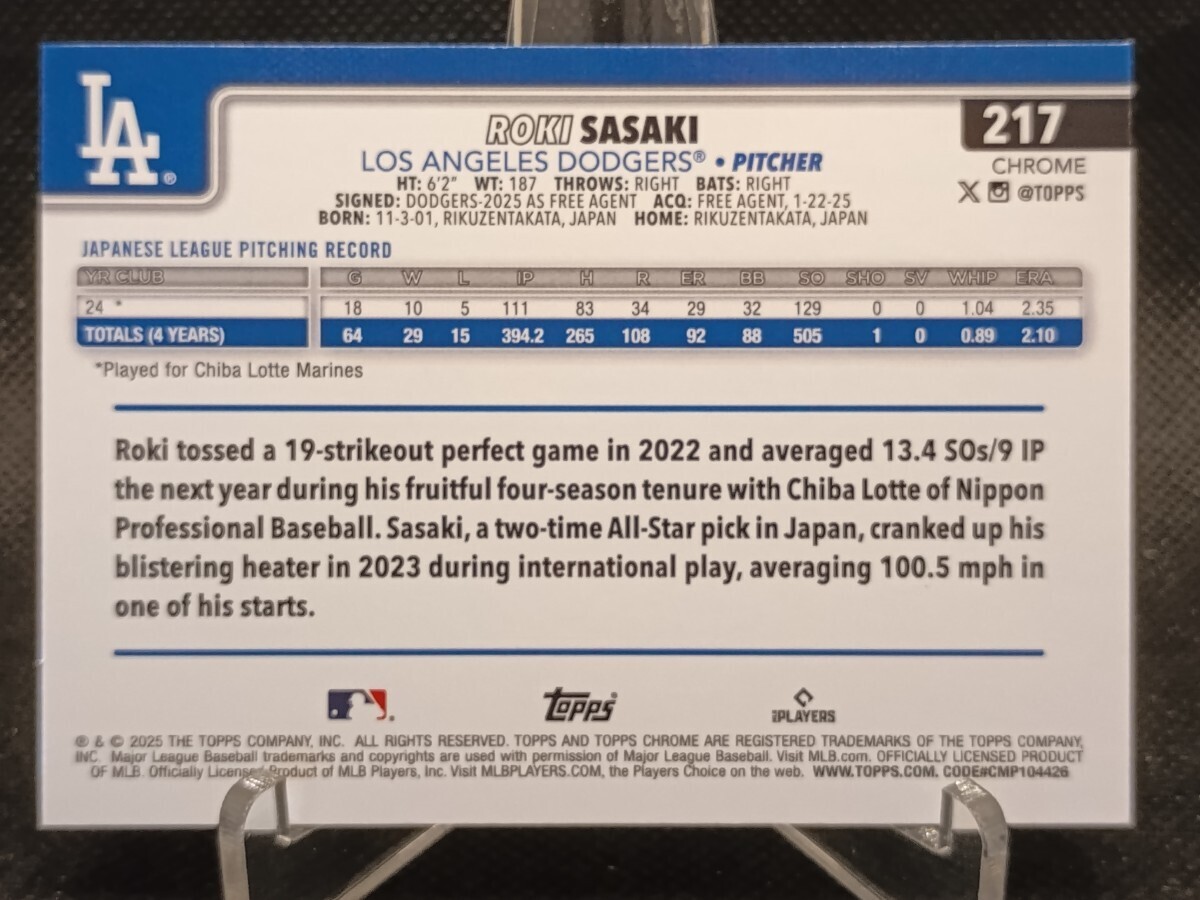 LA®
ROKI SASAKI
217
LOS ANGELES DODGERS® • PITCHER
CHROME
HT: 6'2" WT: 187 THROWS: RIGHT BATS: RIGHT
SIGNED: DODGERS-2025 AS FREE AGENT ACQ: FREE AGENT, 1-22-25
@TOPPS
BORN: 11-3-01, RIKUZENTAKATA, JAPAN HOME: RIKUZENTAKATA, JAPAN
JAPANESE LEAGUE PITCHING RECORD
YR CLUB G W L IP H R ER BB SO SHO SV WHIP ERA
24 * 18 10 5 111 83 34 29 32 129 0 0 1.04 2.35
TOTALS (4 YEARS) 64 29 15 394.2 265 108 92 88 505 1 0 0.89 2.10
*Played for Chiba Lotte Marines
Roki tossed a 19-strikeout perfect game in 2022 and averaged 13.4 SOs/9 IP
the next year during his fruitful four-season tenure with Chiba Lotte of Nippon
Professional Baseball. Sasaki, a two-time All-Star pick in Japan, cranked up his
blistering heater in 2023 during international play, averaging 100.5 mph in
one of his starts.
Topps
PLAYERS
® & © 2025 THE TOPPS COMPANY, INC. ALL RIGHTS RESERVED. TOPPS AND TOPPS CHROME ARE REGISTERED TRADEMARKS OF THE TOPPS COMPANY,
INC. Major League Baseball trademarks and copyrights are used with permission of Major League Baseball. Visit MLB.com. OFFICIALLY LICENSED PRODUCT
OF MLB. Officially Licensed Product of MLB Players, Inc. Visit MLBPLAYERS.COM, the Players Choice on the web. WWW.TOPPS.COM. CODE#CMP104426